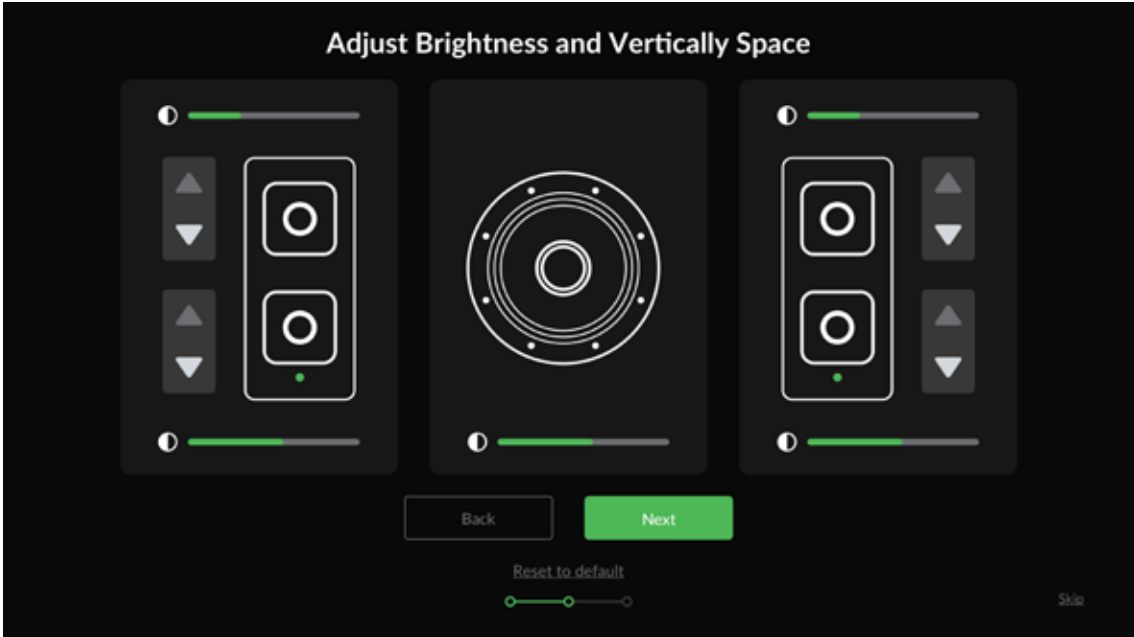 Adjust Brightness and Vertically Space
Back
Next
Reset to default
Skip